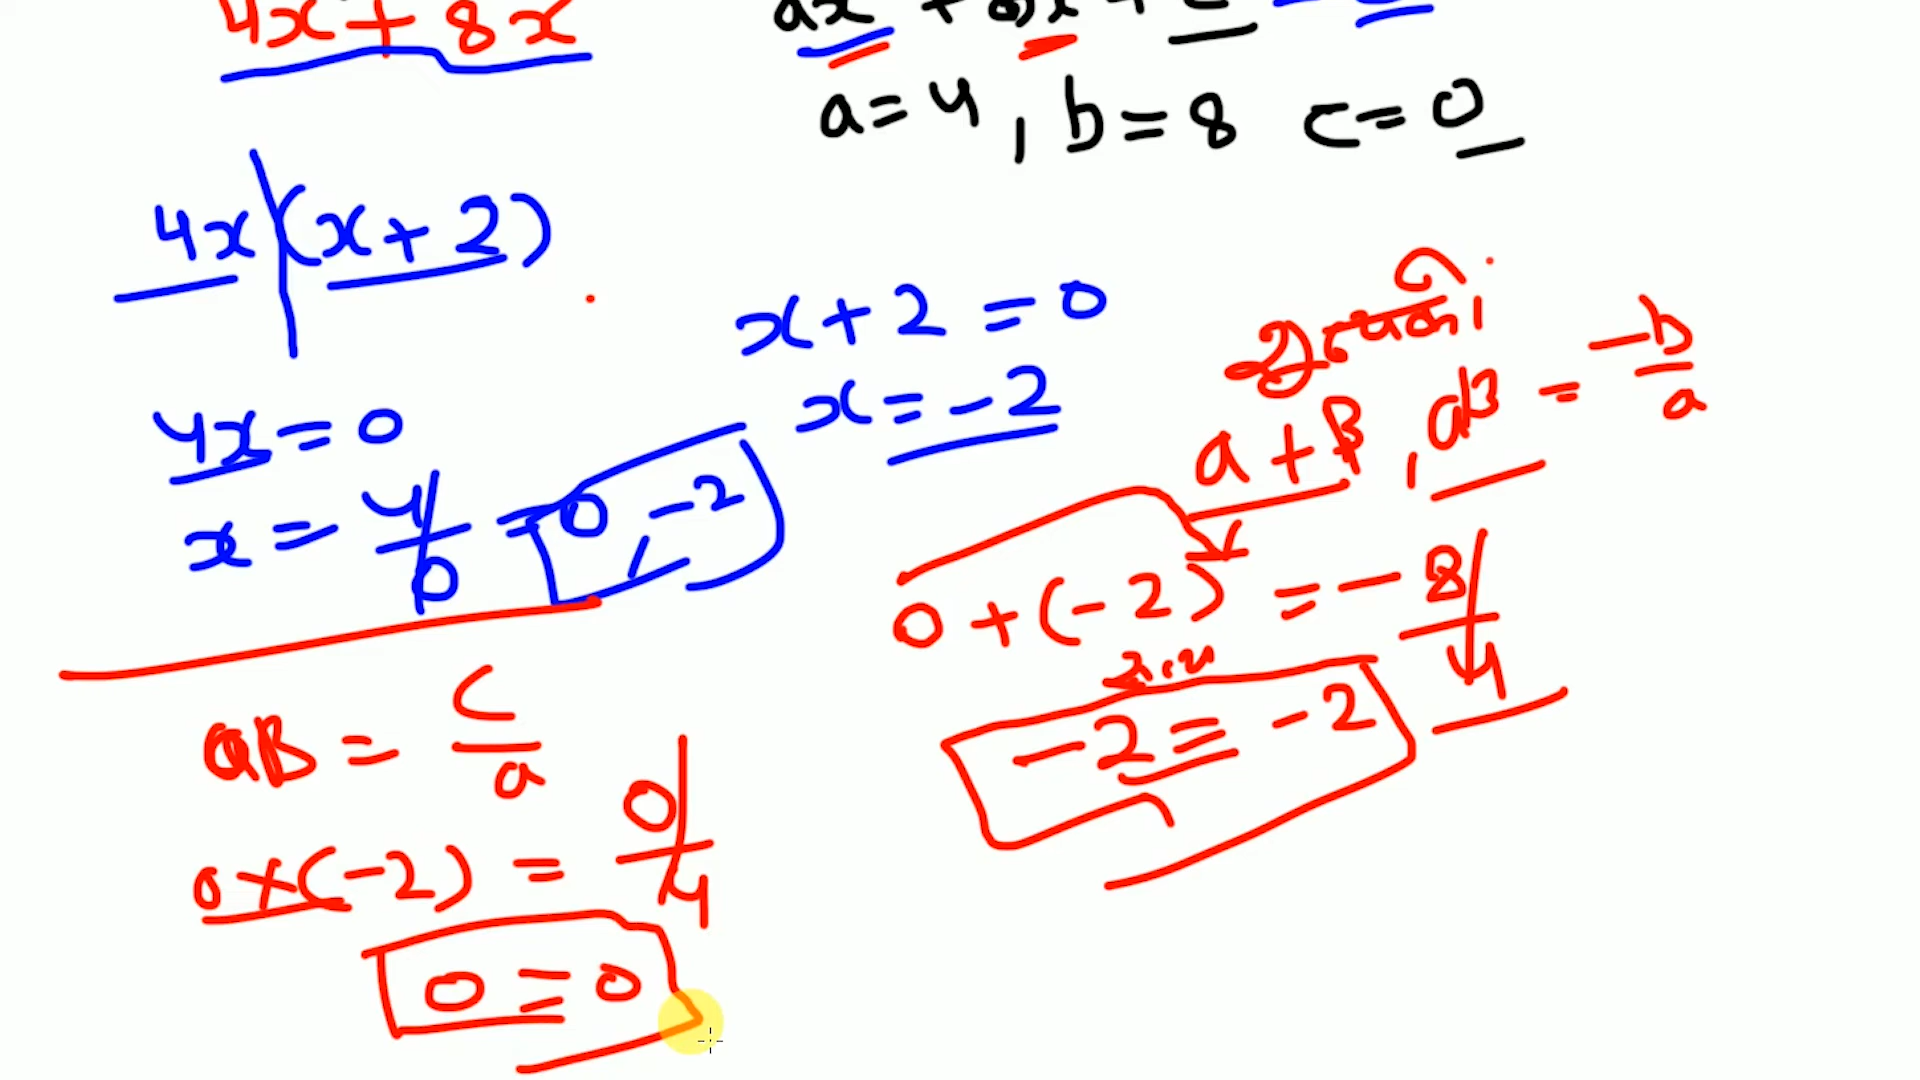 4x² + 8x
ax² + bx + c
a = 4 , b = 8 c = 0
4x (x + 2)
x + 2 = 0
x = -2
4x = 0
x = 4/0 = 0 , -2
α + β , αβ = -b/a
0 + (-2) = -8/4
-2 = -2
αβ = c/a
0 × (-2) = 0/4
0 = 0